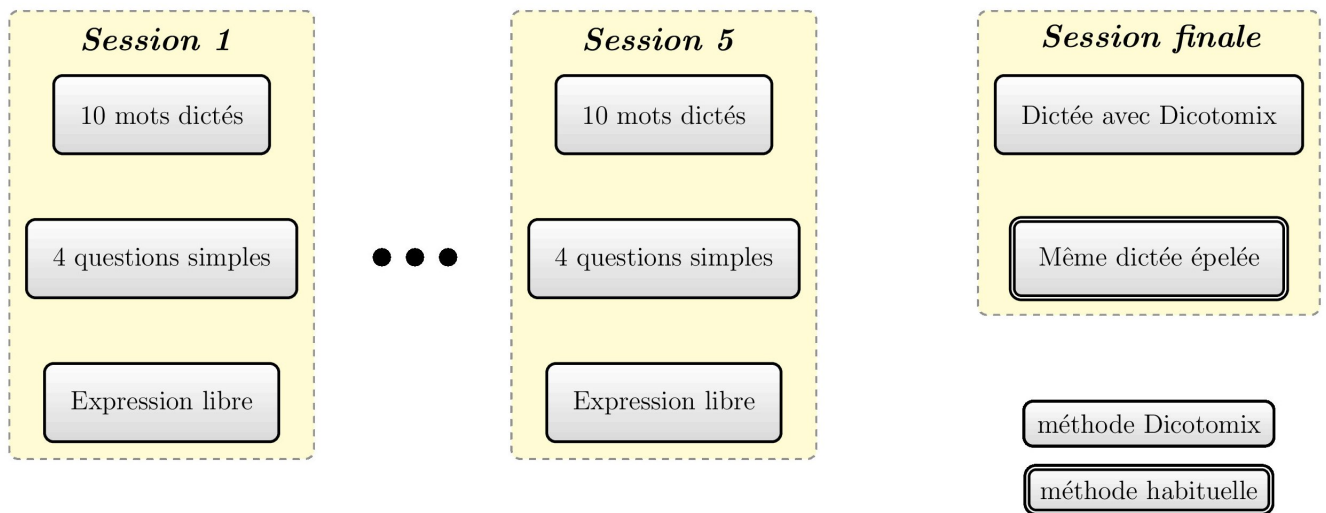 Session 1
10 mots dictés
4 questions simples
Expression libre
Session 5
10 mots dictés
4 questions simples
Expression libre
Session finale
Dictée avec Dicotomix
Même dictée épelée
méthode Dicotomix
méthode habituelle